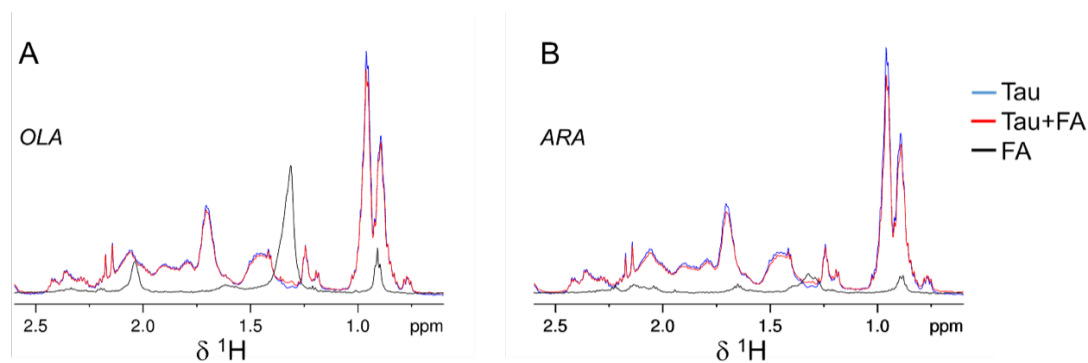 A
OLA
2.5 2.0 1.5 1.0 ppm
δ ¹H
B
ARA
2.5 2.0 1.5 1.0 ppm
δ ¹H
Tau
Tau+FA
FA